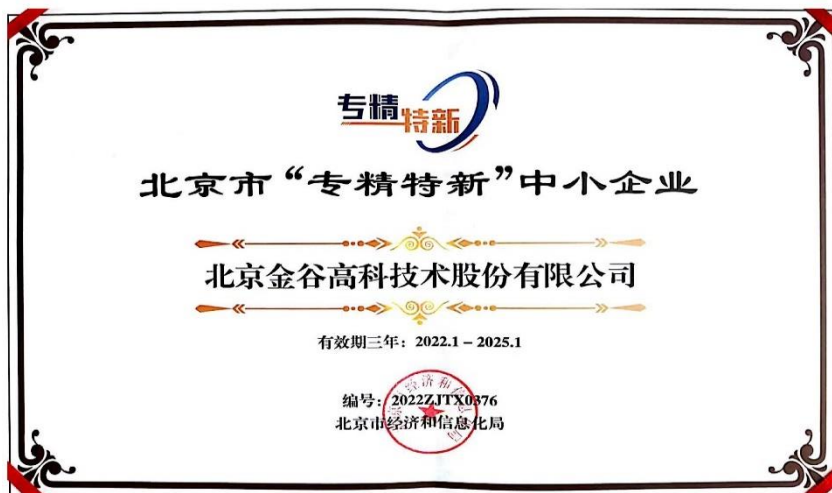 专精
特新
北京市“专精特新”中小企业
北京金谷高科技术股份有限公司
有效期三年：2022.1 – 2025.1
编号：2022ZJTX0376
北京市经济和信息化局